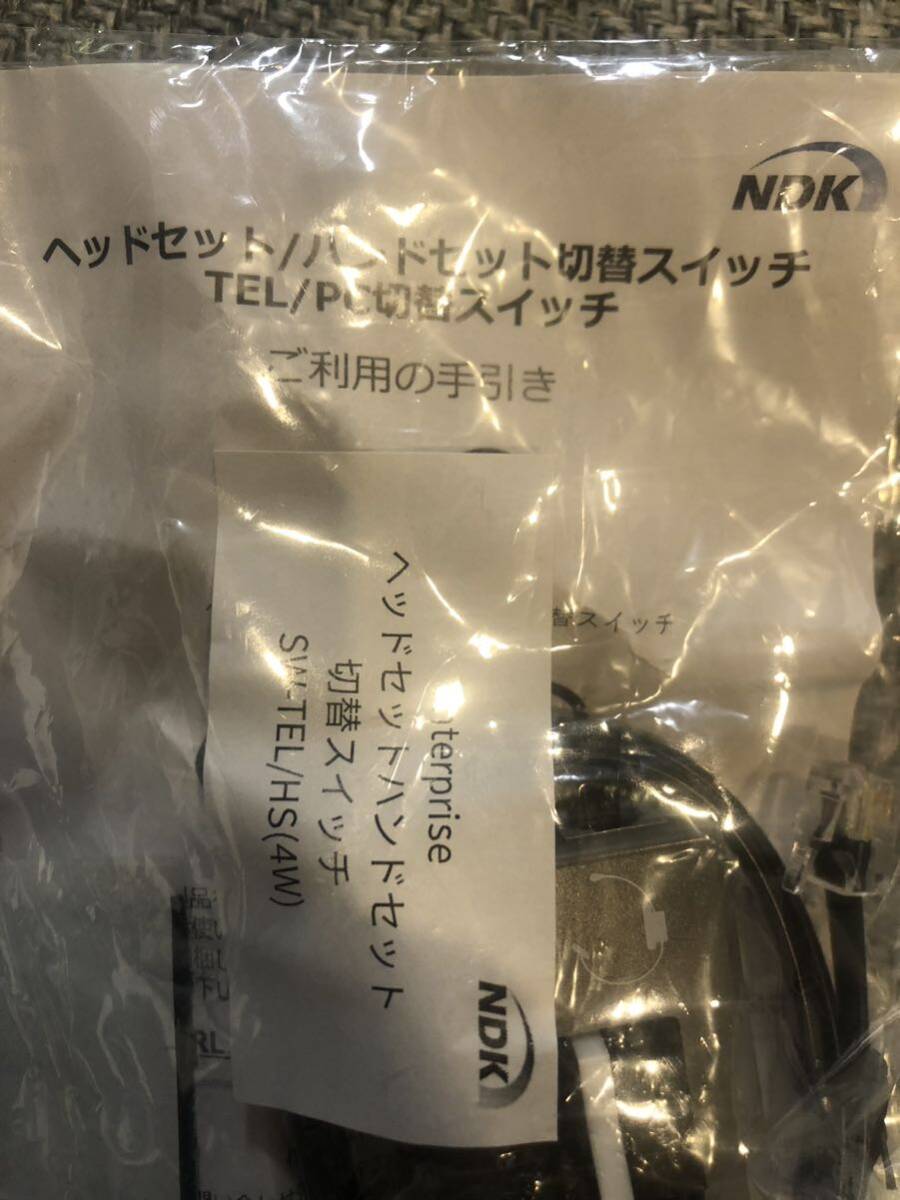 NDK
ヘッドセット/ハンドセット切替スイッチ
TEL/PC切替スイッチ
ご利用の手引き
替スイッチ
nterprise
ヘッドセットハンドセット
切替スイッチ
SW-TEL/HS(4W)
NDK
RL